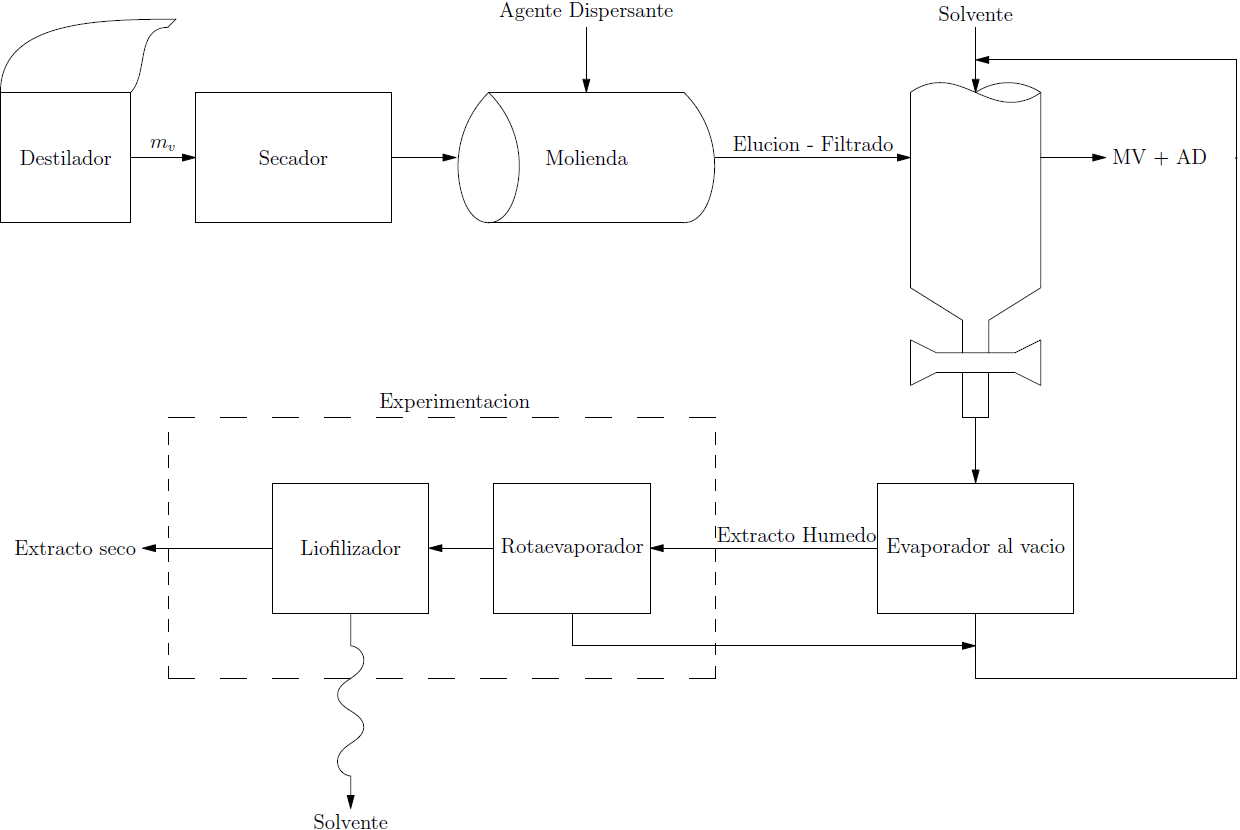 Agente Dispersante
Solvente
Destilador
m_v
Secador
Molienda
Elucion - Filtrado
MV + AD
Experimentacion
Extracto seco
Liofilizador
Rotaevaporador
Extracto Humedo
Evaporador al vacio
Solvente